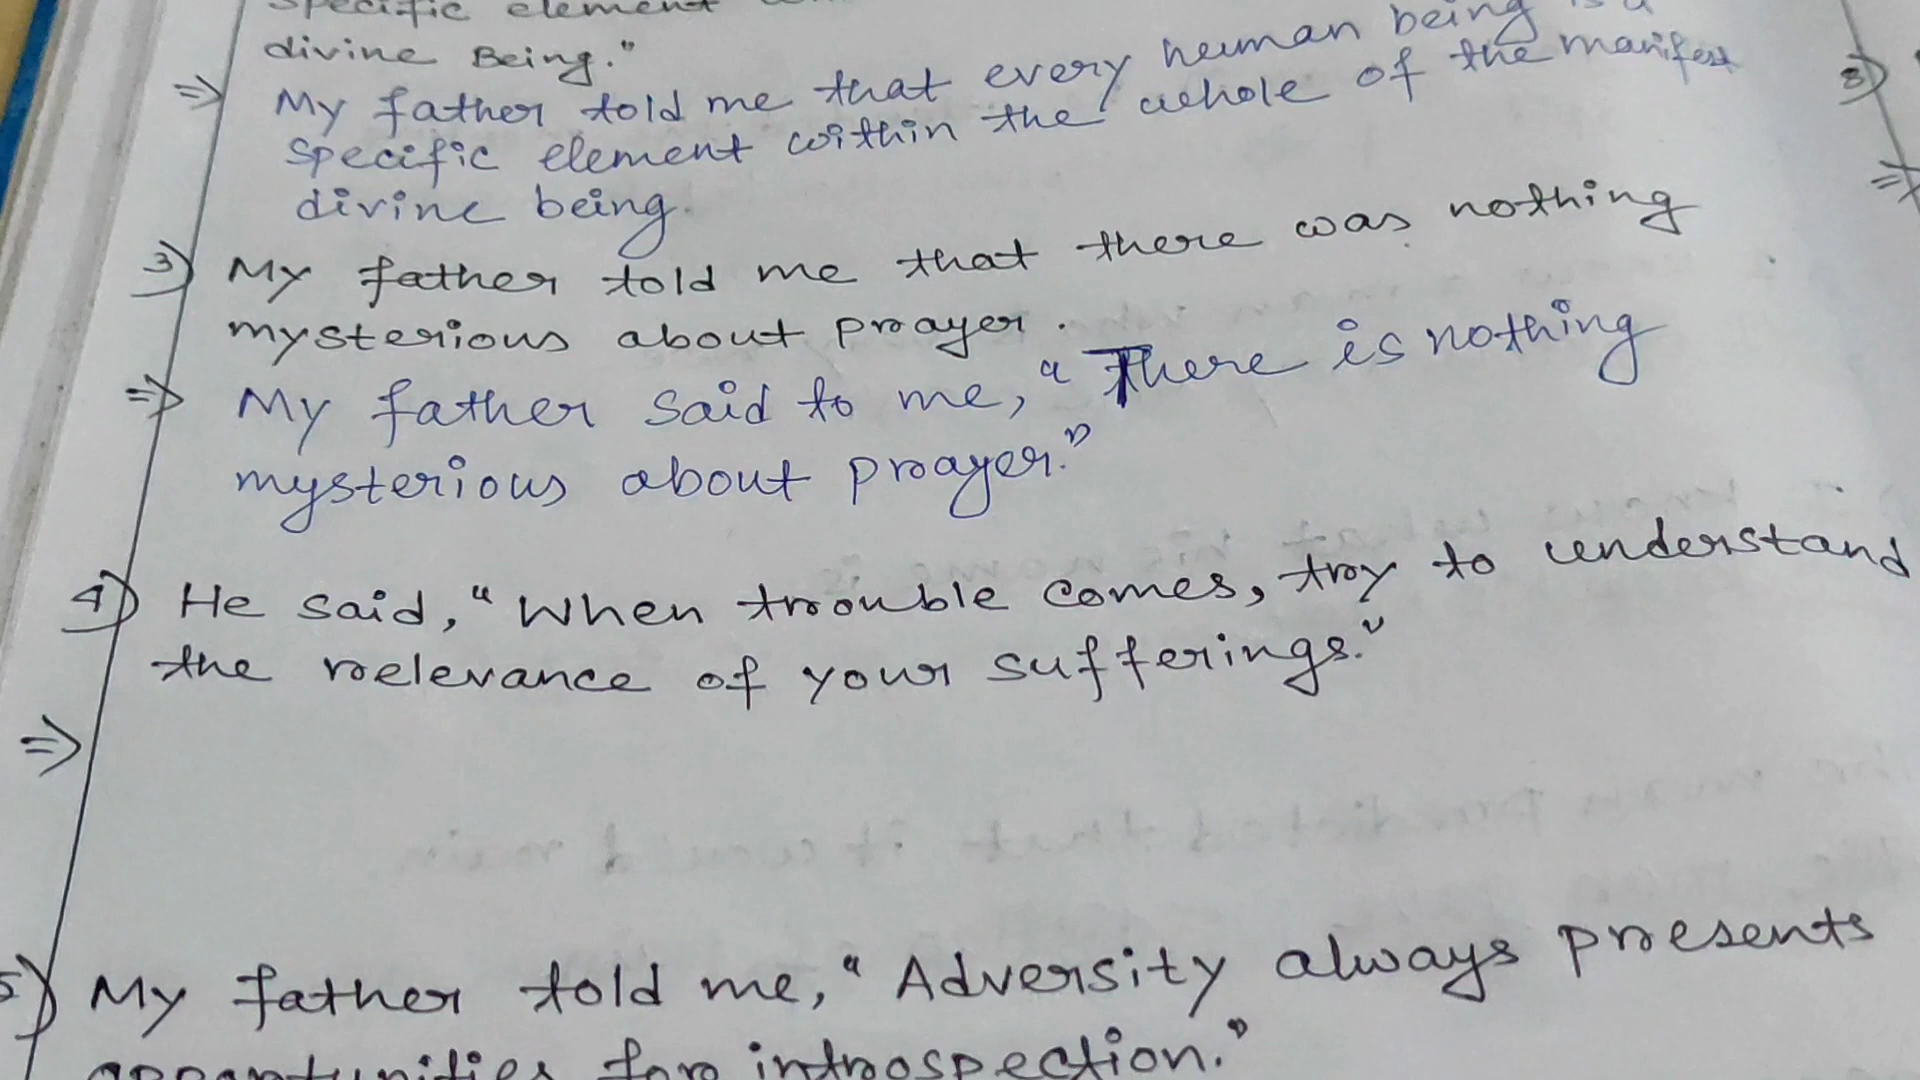 specific element
divine Being."
⇒ My father told me that every human being is a
specific element within the whole of the manifest
divine being.
3) My father told me that there was nothing
mysterious about prayer.
⇒ My father said to me, "There is nothing
mysterious about prayer."
4) He said, "When trouble comes, try to understand
the relevance of your sufferings."
⇒
5) My father told me, "Adversity always presents
opportunities for introspection."
8)
⇒